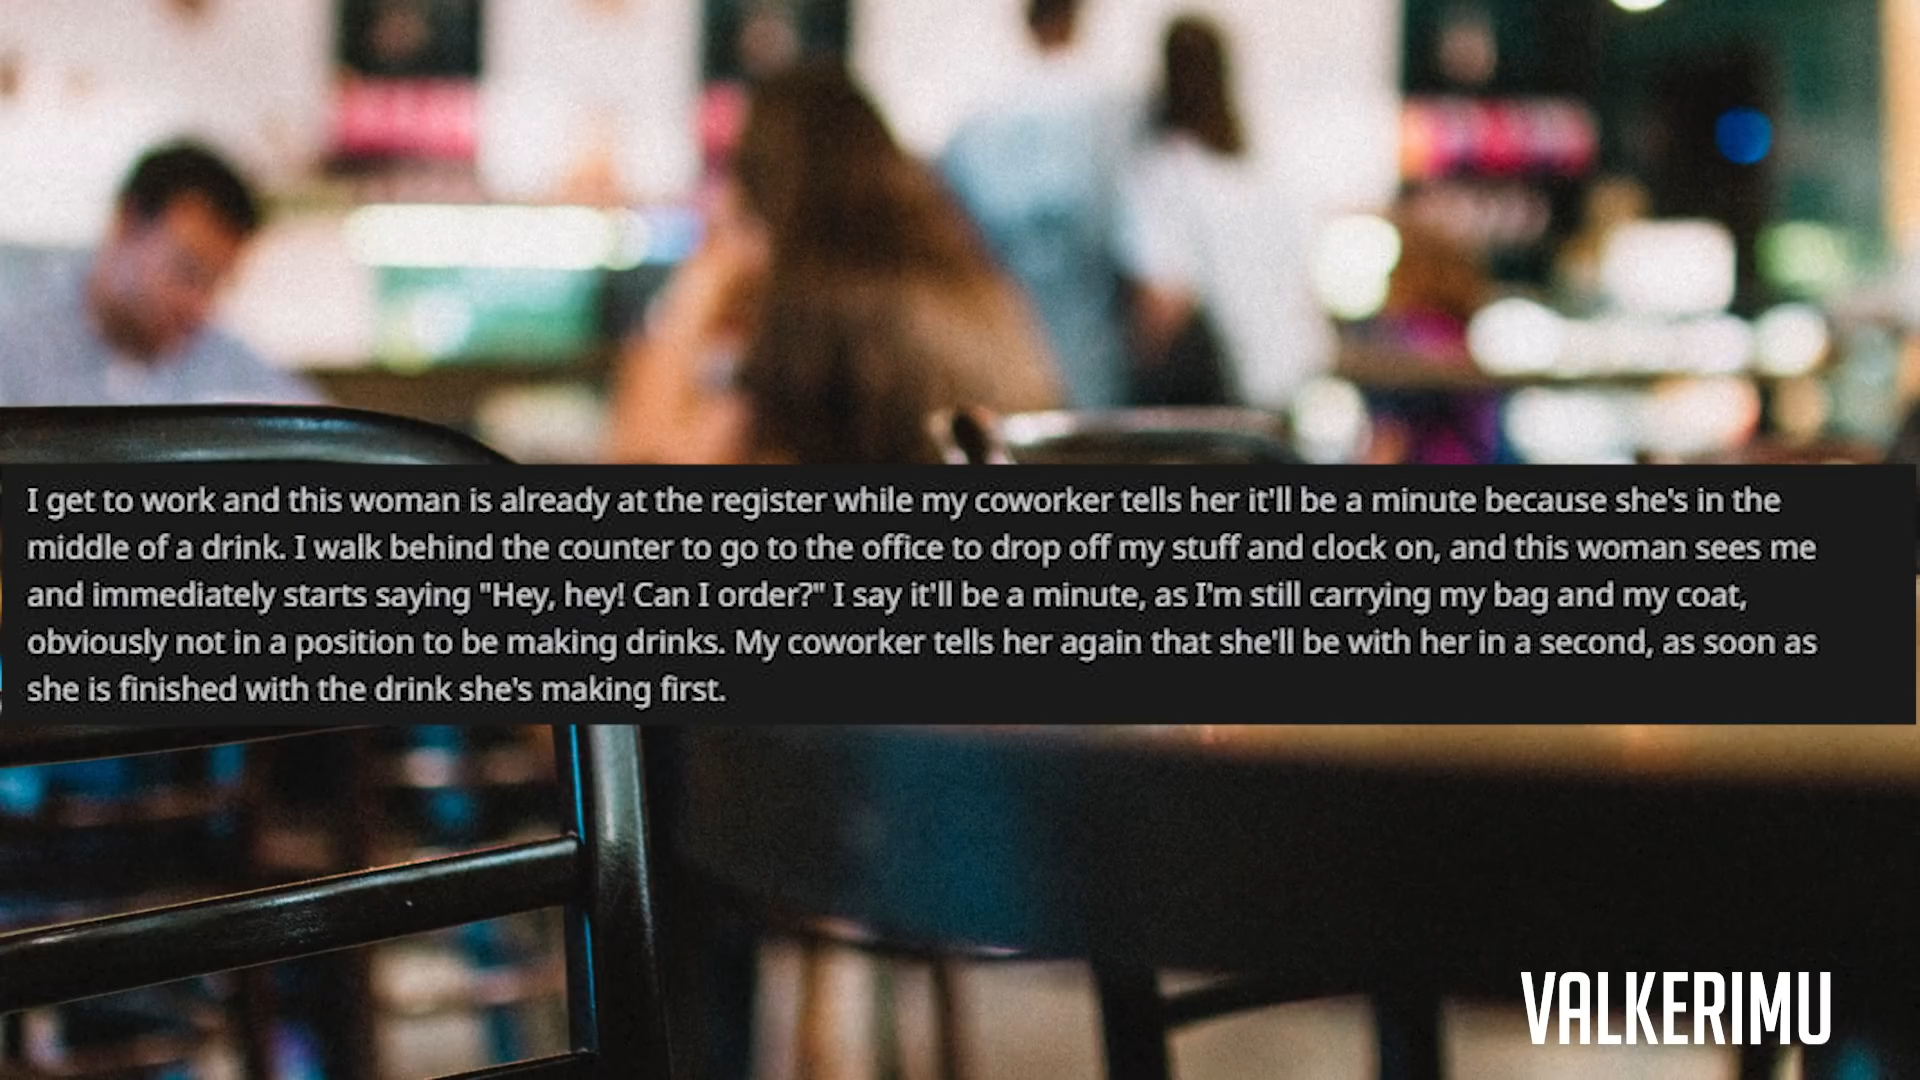 I get to work and this woman is already at the register while my coworker tells her it'll be a minute because she's in the
middle of a drink. I walk behind the counter to go to the office to drop off my stuff and clock on, and this woman sees me
and immediately starts saying "Hey, hey! Can I order?" I say it'll be a minute, as I'm still carrying my bag and my coat,
obviously not in a position to be making drinks. My coworker tells her again that she'll be with her in a second, as soon as
she is finished with the drink she's making first.
VALKERIMU